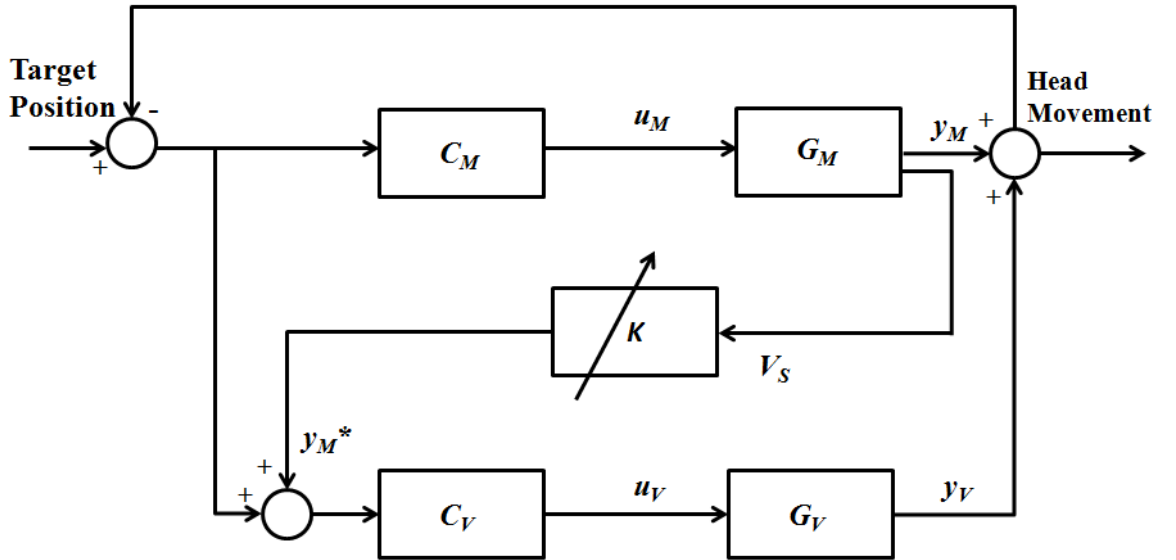 Target
Position
-
+
C_M
u_M
G_M
y_M
+
+
Head
Movement
K
V_S
y_M*
+
+
C_V
u_V
G_V
y_V